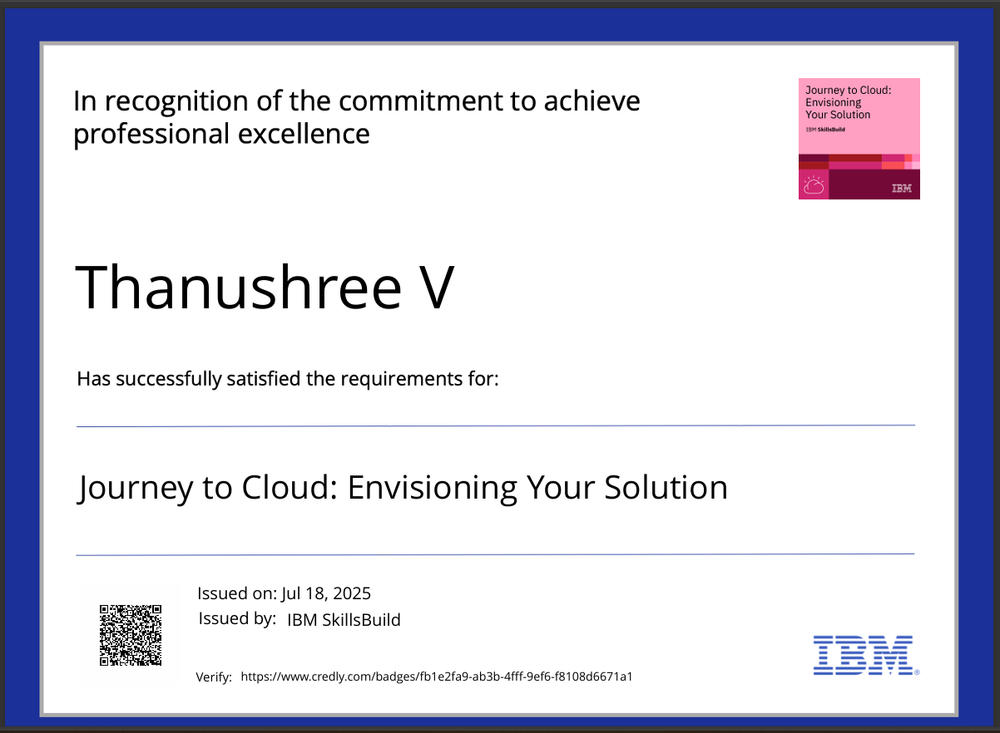 In recognition of the commitment to achieve
professional excellence
Journey to Cloud:
Envisioning
Your Solution
IBM SkillsBuild
IBM
Thanushree V
Has successfully satisfied the requirements for:
Journey to Cloud: Envisioning Your Solution
Issued on: Jul 18, 2025
Issued by: IBM SkillsBuild
Verify: https://www.credly.com/badges/fb1e2fa9-ab3b-4fff-9ef6-f8108d6671a1
IBM®